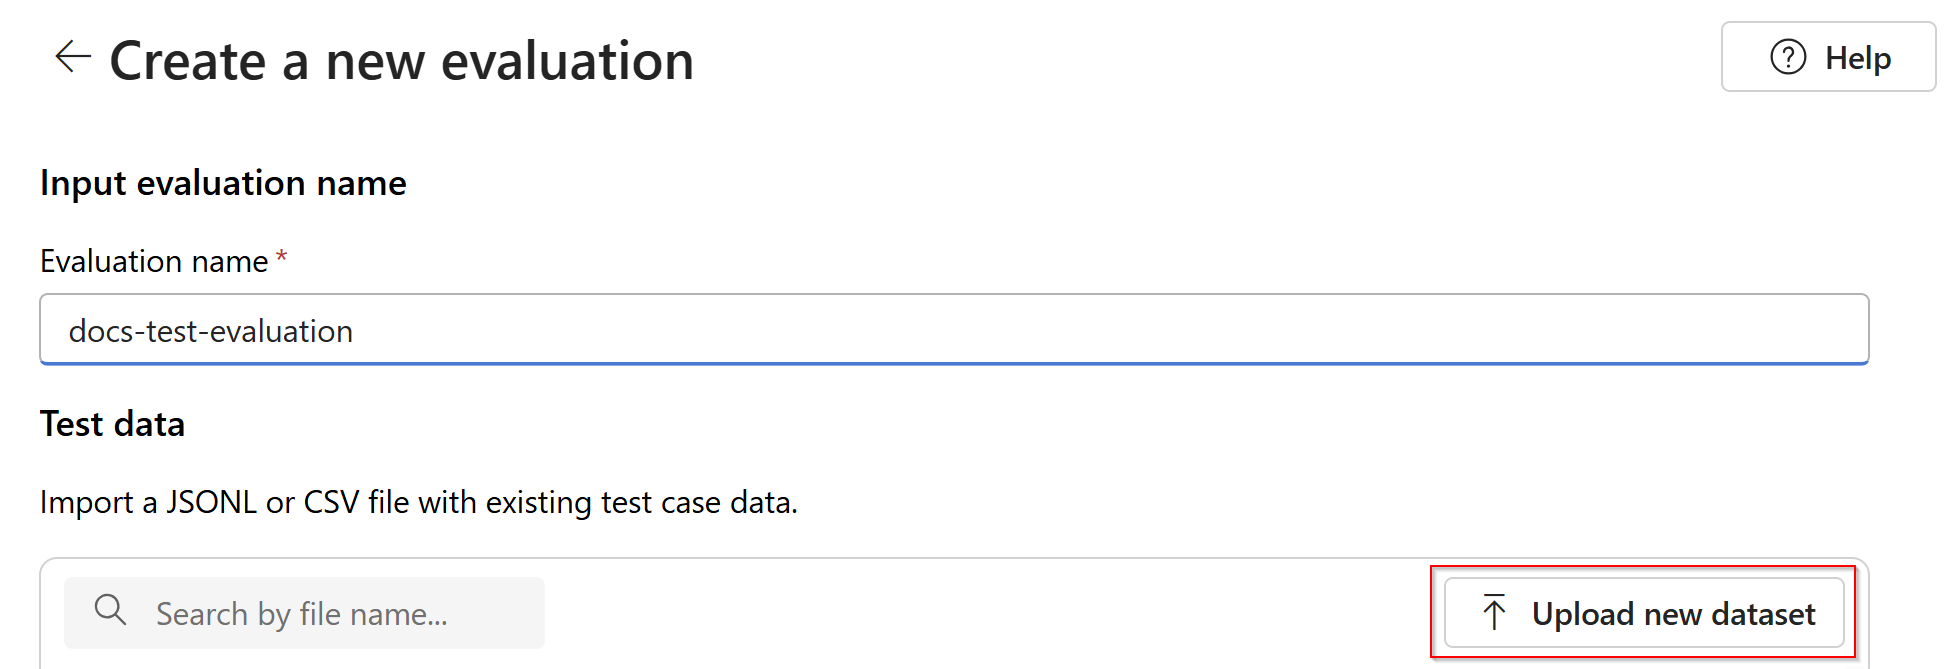 Create a new evaluation
Help
Input evaluation name
Evaluation name *
docs-test-evaluation
Test data
Import a JSONL or CSV file with existing test case data.
Search by file name...
Upload new dataset